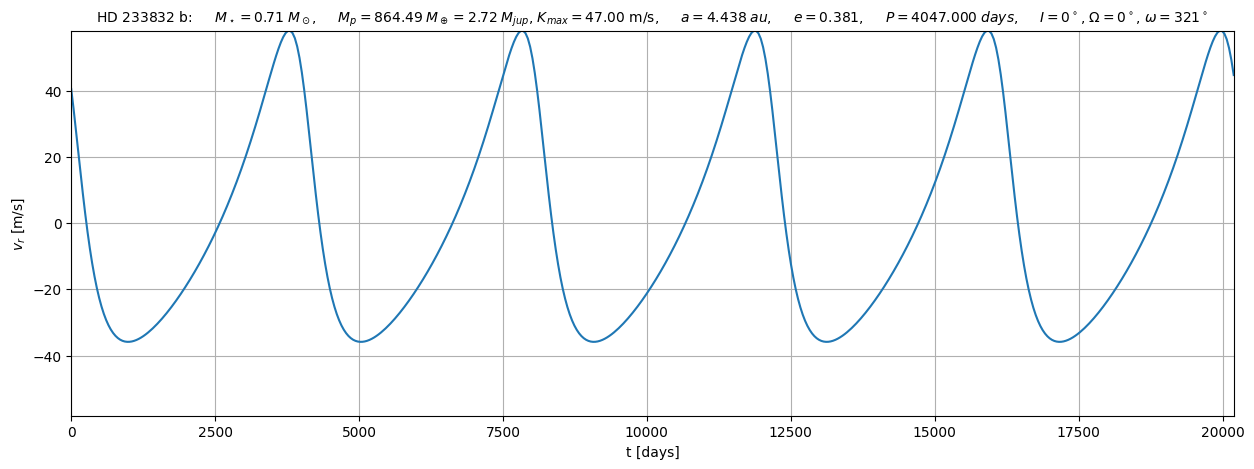 HD 233832 b: M⋆ = 0.71 M⊙, Mp = 864.49 M⊕ = 2.72 Mjup, Kmax = 47.00 m/s, a = 4.438 au, e = 0.381, P = 4047.000 days, I = 0°, Ω = 0°, ω = 321°
40
20
0
−20
−40
vr [m/s]
0 2500 5000 7500 10000 12500 15000 17500 20000
t [days]